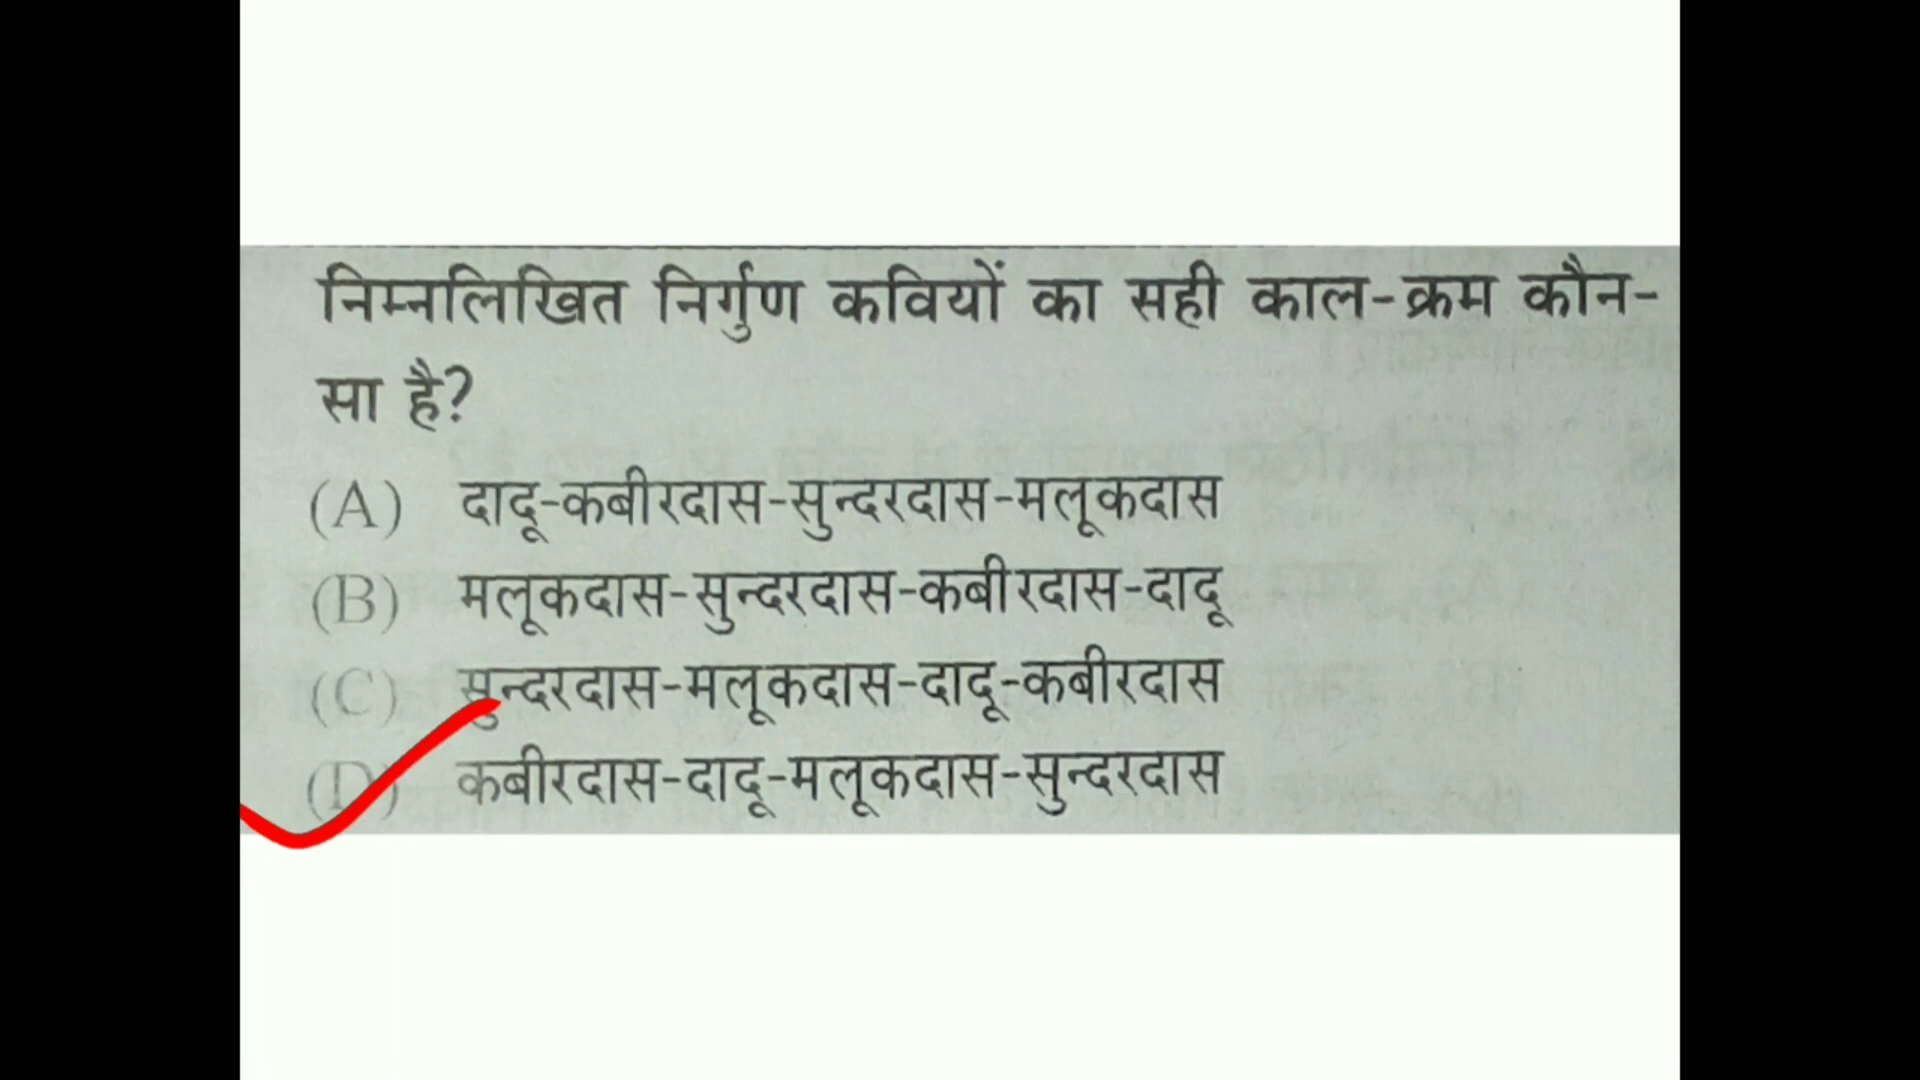 निम्नलिखित निर्गुण कवियों का सही काल-क्रम कौन-
सा है?
(A) दादू-कबीरदास-सुन्दरदास-मलूकदास
(B) मलूकदास-सुन्दरदास-कबीरदास-दादू
(C) सुन्दरदास-मलूकदास-दादू-कबीरदास
(D) कबीरदास-दादू-मलूकदास-सुन्दरदास